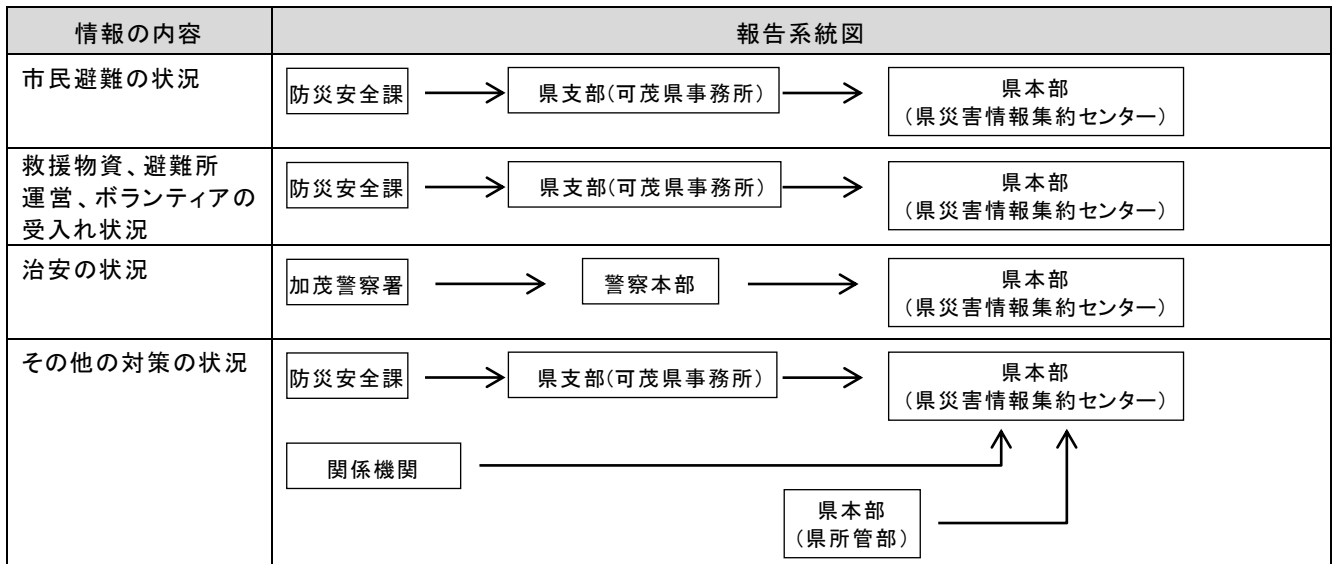 情報の内容
報告系統図
市民避難の状況
防災安全課
県支部(可茂県事務所)
県本部
(県災害情報集約センター)
救援物資、避難所
運営、ボランティアの
受入れ状況
防災安全課
県支部(可茂県事務所)
県本部
(県災害情報集約センター)
治安の状況
加茂警察署
警察本部
県本部
(県災害情報集約センター)
その他の対策の状況
防災安全課
県支部(可茂県事務所)
県本部
(県災害情報集約センター)
関係機関
県本部
(県所管部)